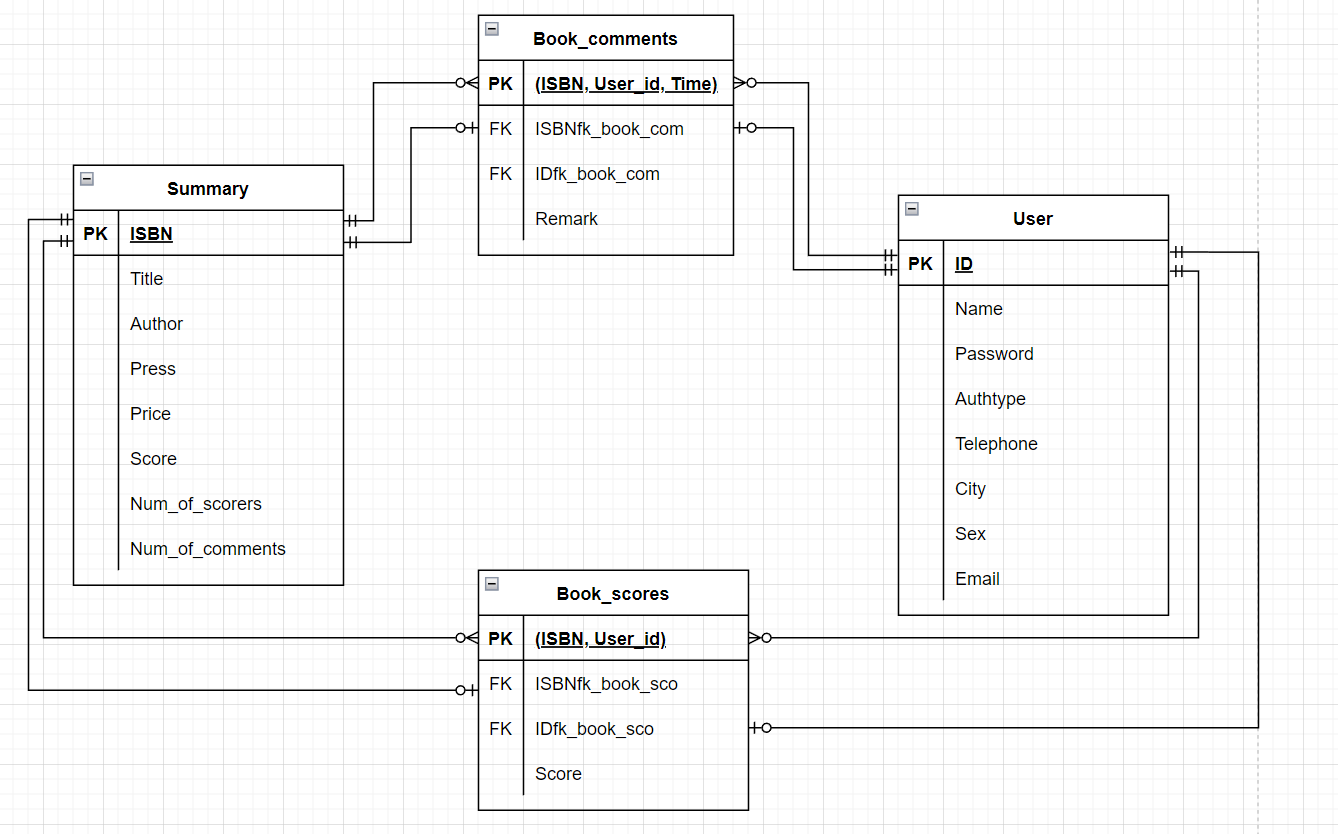 Book_comments
PK (ISBN, User_id, Time)
FK ISBNfk_book_com
FK IDfk_book_com
Remark
Summary
PK ISBN
Title
Author
Press
Price
Score
Num_of_scorers
Num_of_comments
User
PK ID
Name
Password
Authtype
Telephone
City
Sex
Email
Book_scores
PK (ISBN, User_id)
FK ISBNfk_book_sco
FK IDfk_book_sco
Score